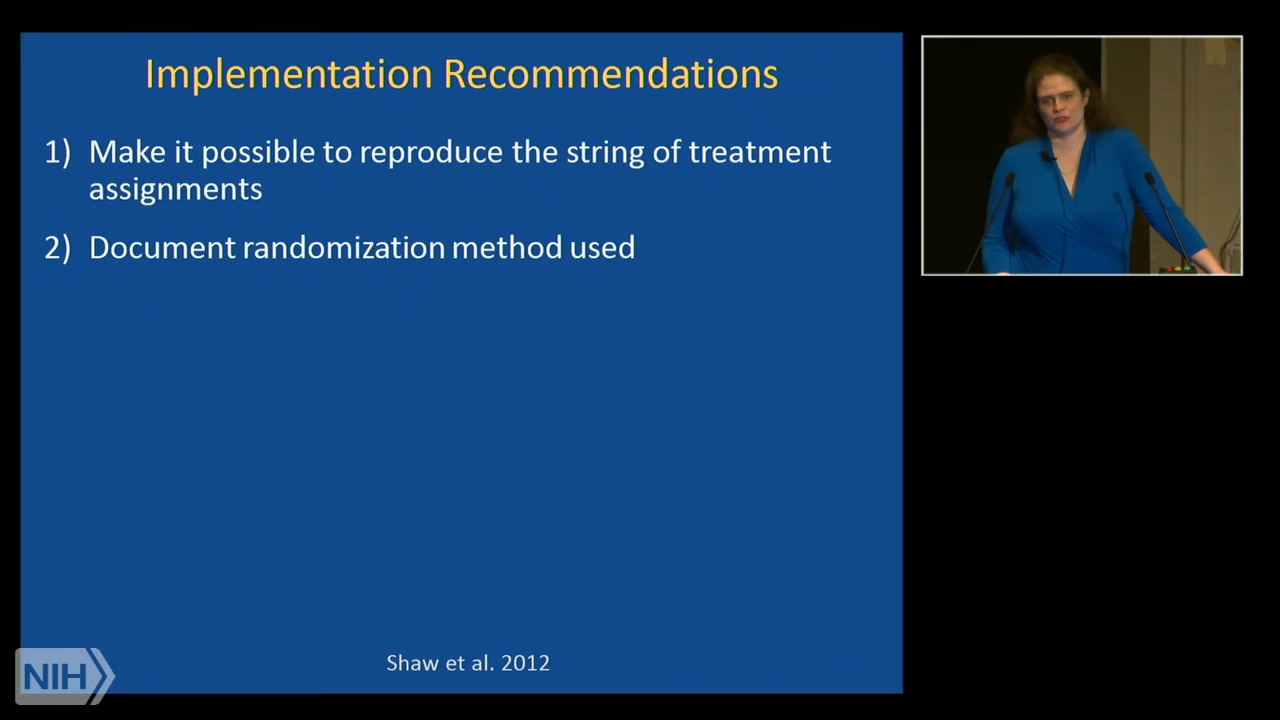 Implementation Recommendations
1) Make it possible to reproduce the string of treatment
assignments
2) Document randomization method used
Shaw et al. 2012
NIH